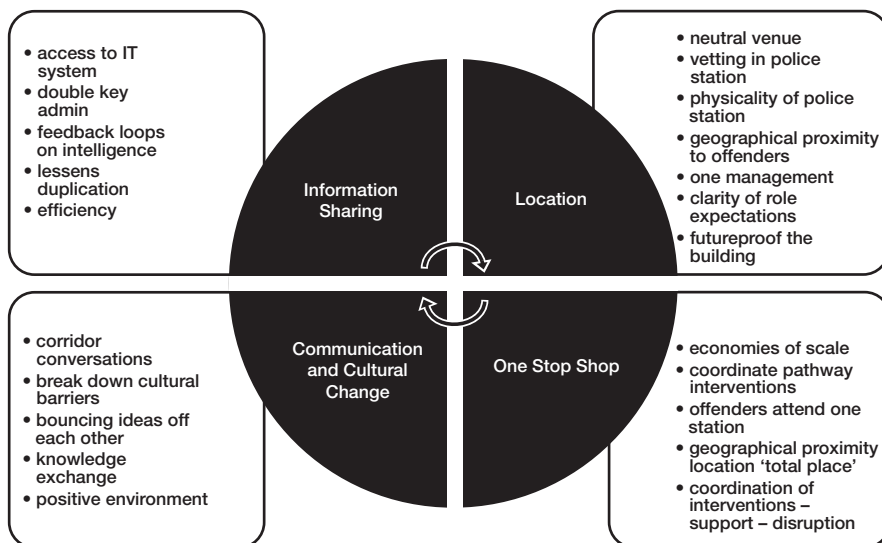 • access to IT
system
• double key
admin
• feedback loops
on intelligence
• lessens
duplication
• efficiency
Information
Sharing
• neutral venue
• vetting in police
station
• physicality of police
station
• geographical proximity
to offenders
• one management
• clarity of role
expectations
• futureproof the
building
Location
• corridor
conversations
• break down cultural
barriers
• bouncing ideas off
each other
• knowledge
exchange
• positive environment
Communication
and Cultural
Change
One Stop Shop
• economies of scale
• coordinate pathway
interventions
• offenders attend one
station
• geographical proximity
location ‘total place’
• coordination of
interventions –
support – disruption